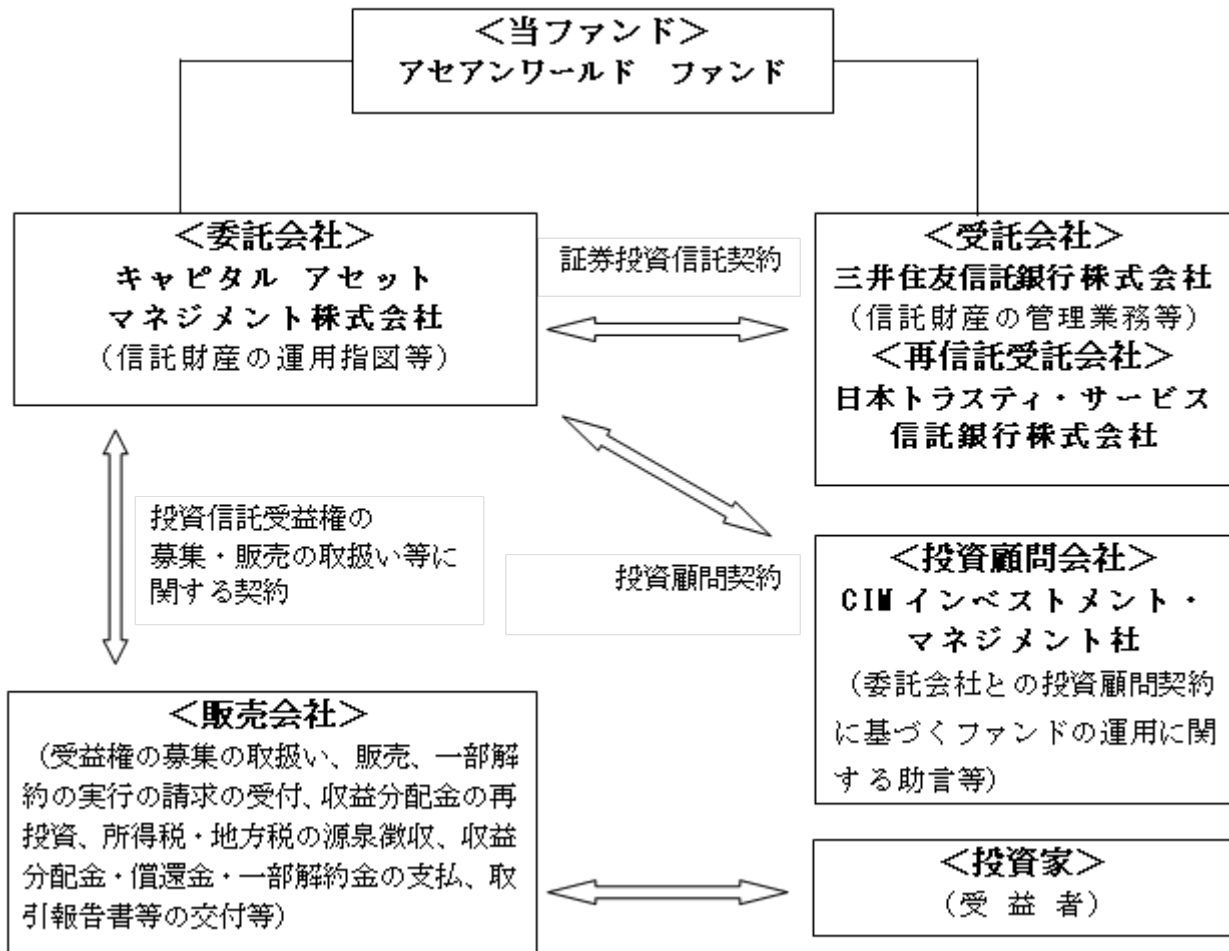 ＜当ファンド＞
アセアンワールド　ファンド
＜委託会社＞
キャピタル アセット
マネジメント株式会社
（信託財産の運用指図等）
証券投資信託契約
＜受託会社＞
三井住友信託銀行株式会社
（信託財産の管理業務等）
＜再信託受託会社＞
日本トラスティ・サービス
信託銀行株式会社
投資信託受益権の
募集・販売の取扱い等に
関する契約
投資顧問契約
＜投資顧問会社＞
CIM インベストメント・
マネジメント社
（委託会社との投資顧問契約
に基づくファンドの運用に関
する助言等）
＜販売会社＞
（受益権の募集の取扱い、販売、一部解
約の実行の請求の受付、収益分配金の再
投資、所得税・地方税の源泉徴収、収益
分配金・償還金・一部解約金の支払、取
引報告書等の交付等）
＜投資家＞
（受 益 者）